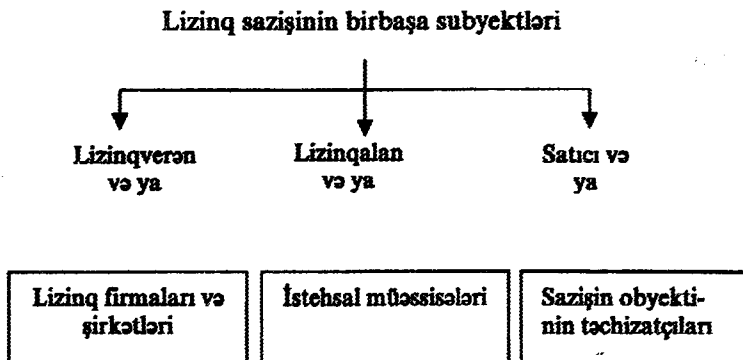 Lizinq sazişinin birbaşa subyektləri
Lizinqverən
və ya
Lizinqalan
və ya
Satıcı və
ya
Lizinq firmaları və
şirkətləri
İstehsal müəssisələri
Sazişin obyekti-
nin təchizatçıları